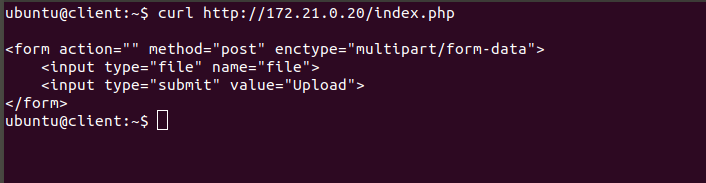 ubuntu@client:~$ curl http://172.21.0.20/index.php
<form action="" method="post" enctype="multipart/form-data">
    <input type="file" name="file">
    <input type="submit" value="Upload">
</form>
ubuntu@client:~$